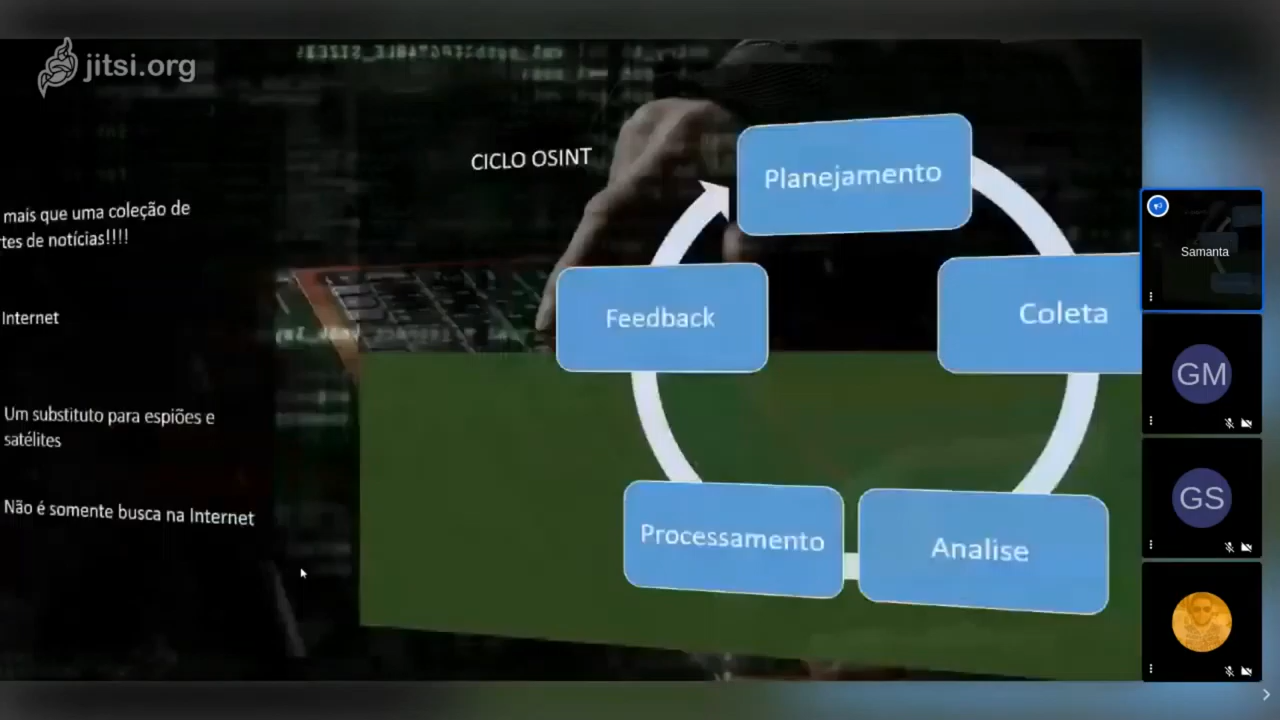 jitsi.org
CICLO OSINT
mais que uma coleção de
tes de notícias!!!!
Internet
Um substituto para espiões e
satélites
Não é somente busca na Internet
Planejamento
Coleta
Analise
Processamento
Feedback
Samanta
GM
GS